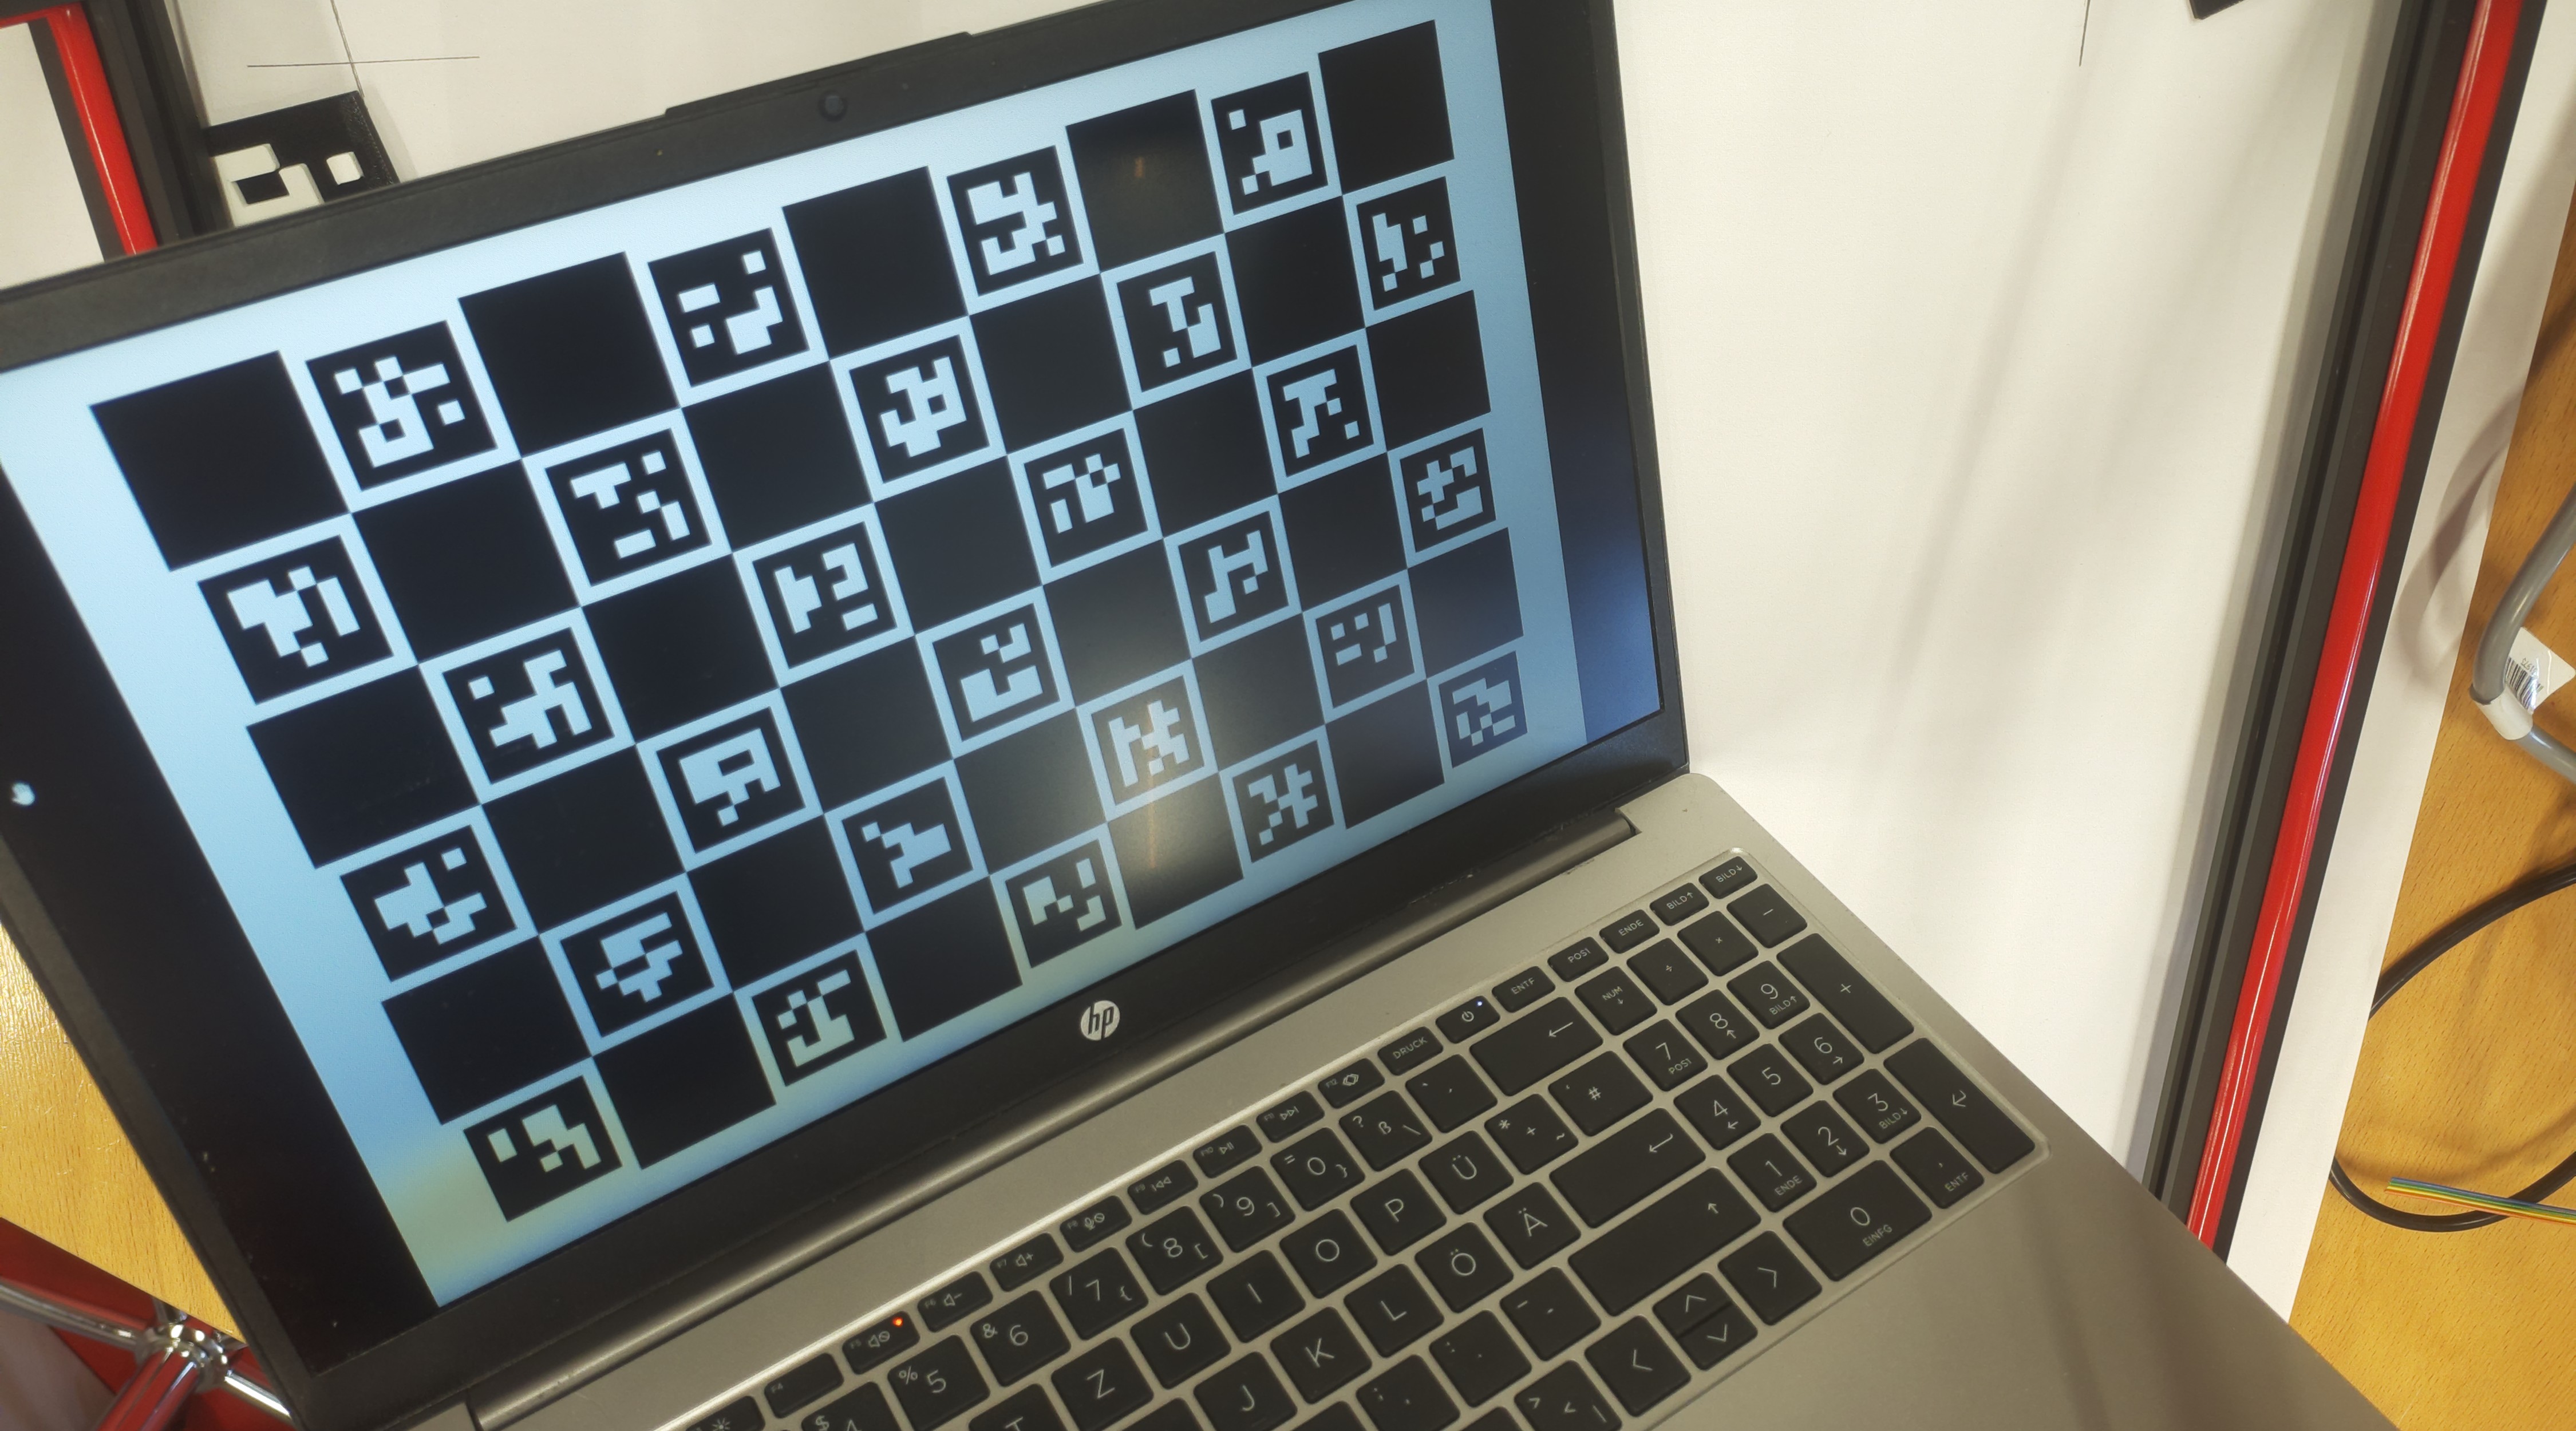 hp
DRUCK
ENTF
POS1
ENDE
BILD↑
BILD↓
% 5
& 6
/ 7 {
( 8 [
) 9 ]
= 0 }
? ß \
NUM
÷
×
-
Z
U
I
O
P
Ü
* + ~
' #
7
POS1
8
↑
9
BILD↑
+
J
K
L
Ö
Ä
4
←
5
6
→
1
ENDE
2
↓
3
BILD↓
0
EINFG
,
ENTF
> < |